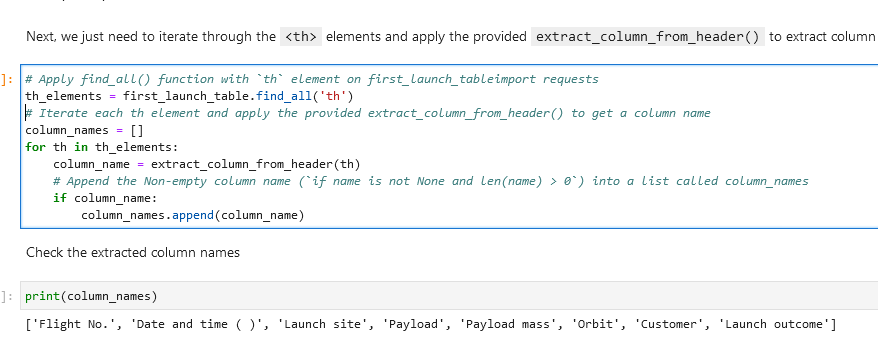 Next, we just need to iterate through the <th> elements and apply the provided extract_column_from_header() to extract column
]:
# Apply find_all() function with `th` element on first_launch_tableimport requests
th_elements = first_launch_table.find_all('th')
# Iterate each th element and apply the provided extract_column_from_header() to get a column name
column_names = []
for th in th_elements:
    column_name = extract_column_from_header(th)
    # Append the Non-empty column name (`if name is not None and len(name) > 0`) into a list called column_names
    if column_name:
        column_names.append(column_name)
Check the extracted column names
]:
print(column_names)
['Flight No.', 'Date and time ( )', 'Launch site', 'Payload', 'Payload mass', 'Orbit', 'Customer', 'Launch outcome']